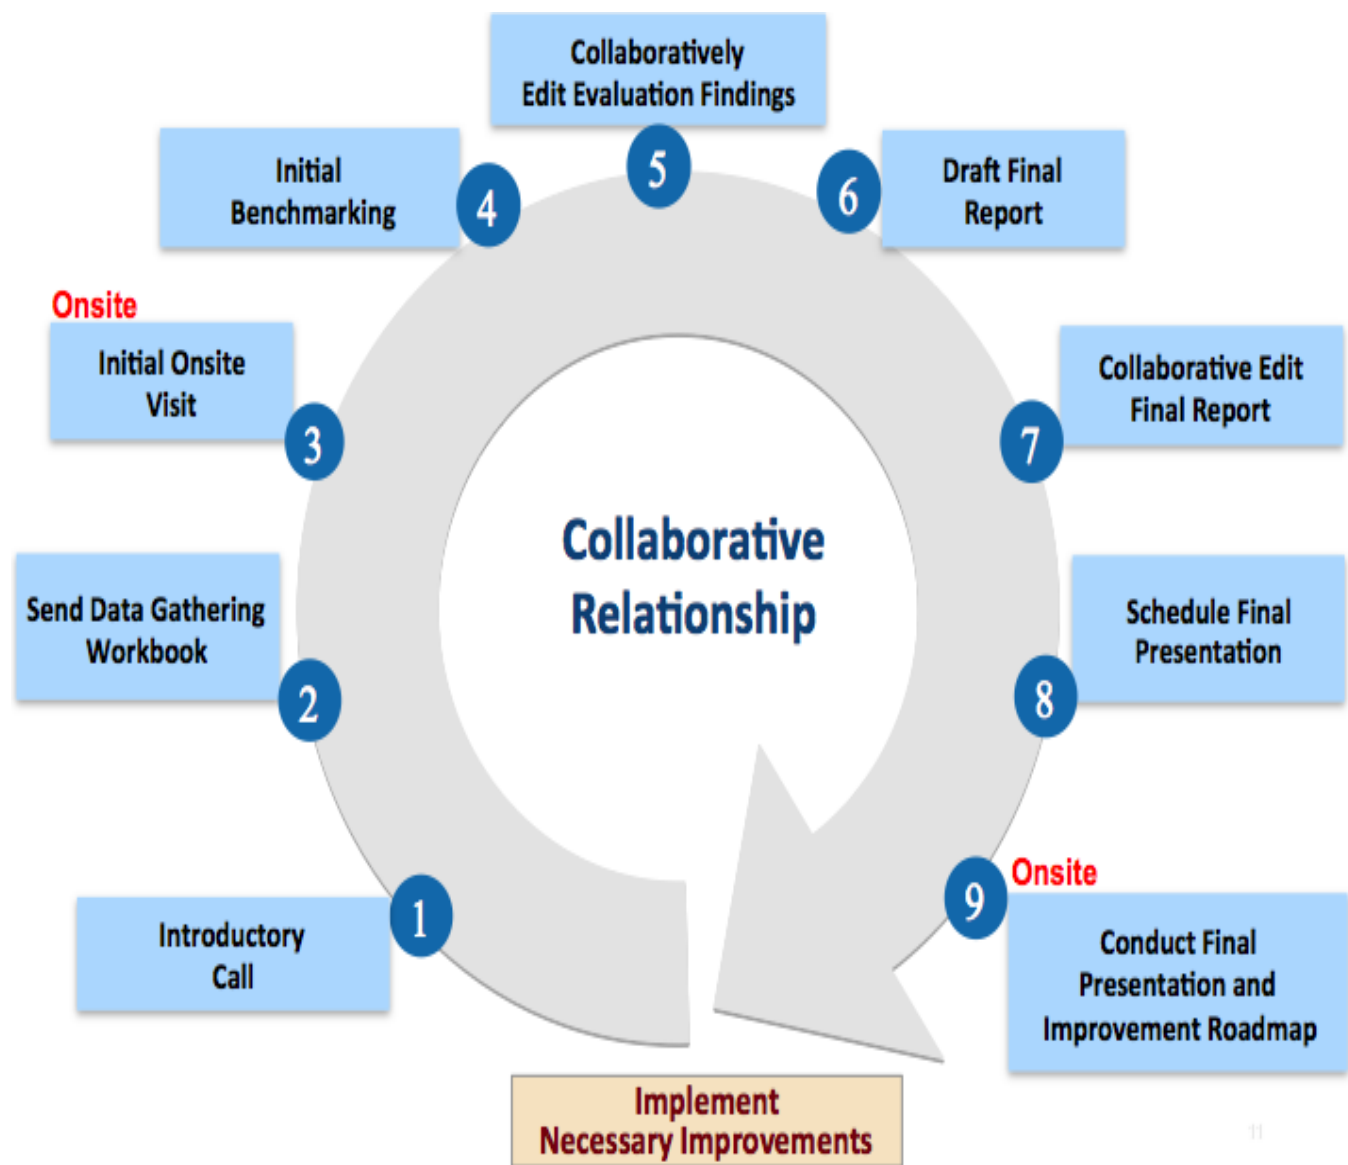 Collaboratively
Edit Evaluation Findings
5
Initial
Benchmarking
4
6
Draft Final
Report
Onsite
Initial Onsite
Visit
3
Collaborative Edit
Final Report
7
Collaborative
Relationship
Send Data Gathering
Workbook
2
Schedule Final
Presentation
8
Introductory
Call
1
9
Onsite
Conduct Final
Presentation and
Improvement Roadmap
Implement
Necessary Improvements
11